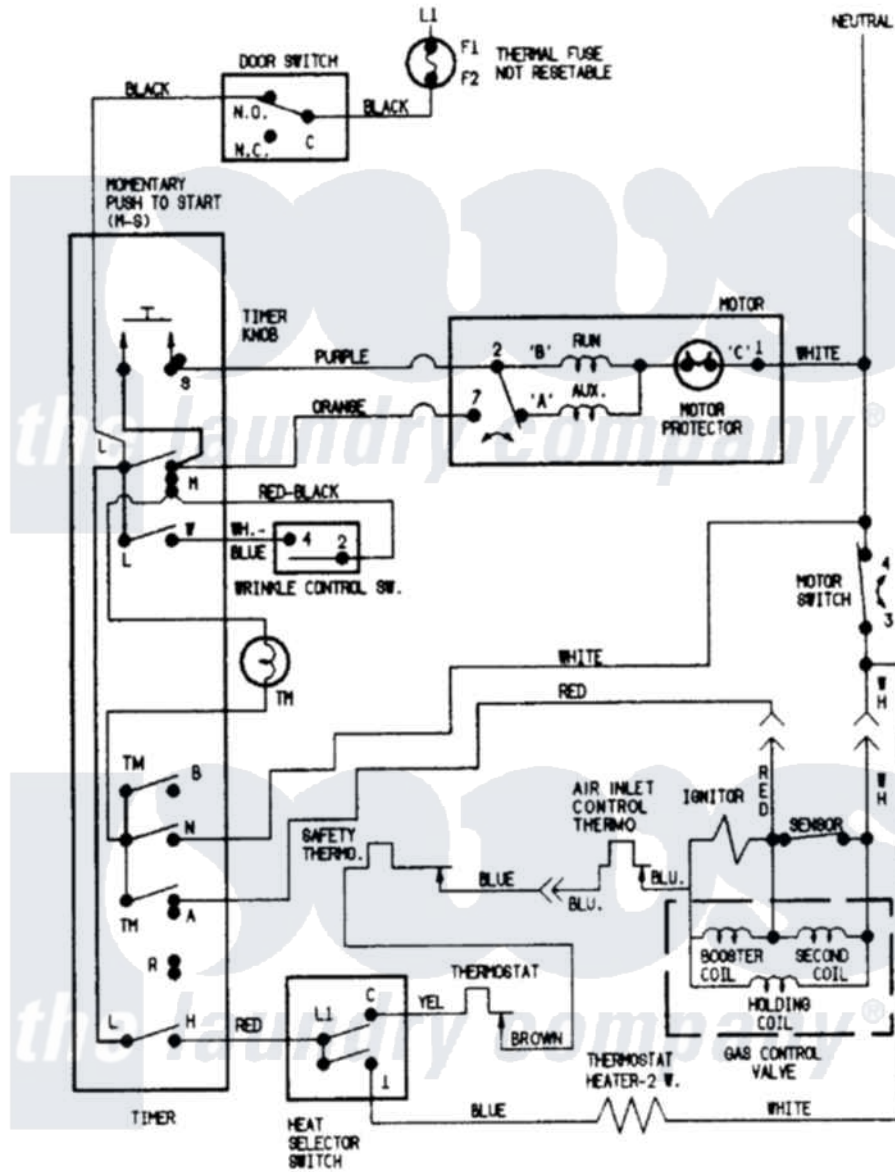 L1
NEUTRAL
F1
F2
THERMAL FUSE
NOT RESETABLE
DOOR SWITCH
BLACK
N.O.
C
N.C.
BLACK
MOMENTARY
PUSH TO START
(M-S)
TIMER
KNOB
S
PURPLE
ORANGE
MOTOR
2
'B'
RUN
'C'
1
WHITE
7
'A'
AUX.
MOTOR
PROTECTOR
the laundry company®
L
M
RED-BLACK
W
WH.-
BLUE
4
2
L
WRINKLE CONTROL SW.
MOTOR
SWITCH
4
3
TM
WHITE
RED
WH
TM
B
N
TM
A
R
L
H
RED
SAFETY
THERMO.
BLUE
AIR INLET
CONTROL
THERMO
BLU.
BLU.
IGNITOR
RED
SENSOR
WH
BOOSTER
COIL
SECOND
COIL
HOLDING
COIL
GAS CONTROL
VALVE
the laundry company®
L1
C
YEL
THERMOSTAT
BROWN
1
BLUE
THERMOSTAT
HEATER-2 W.
WHITE
TIMER
HEAT
SELECTOR
SWITCH